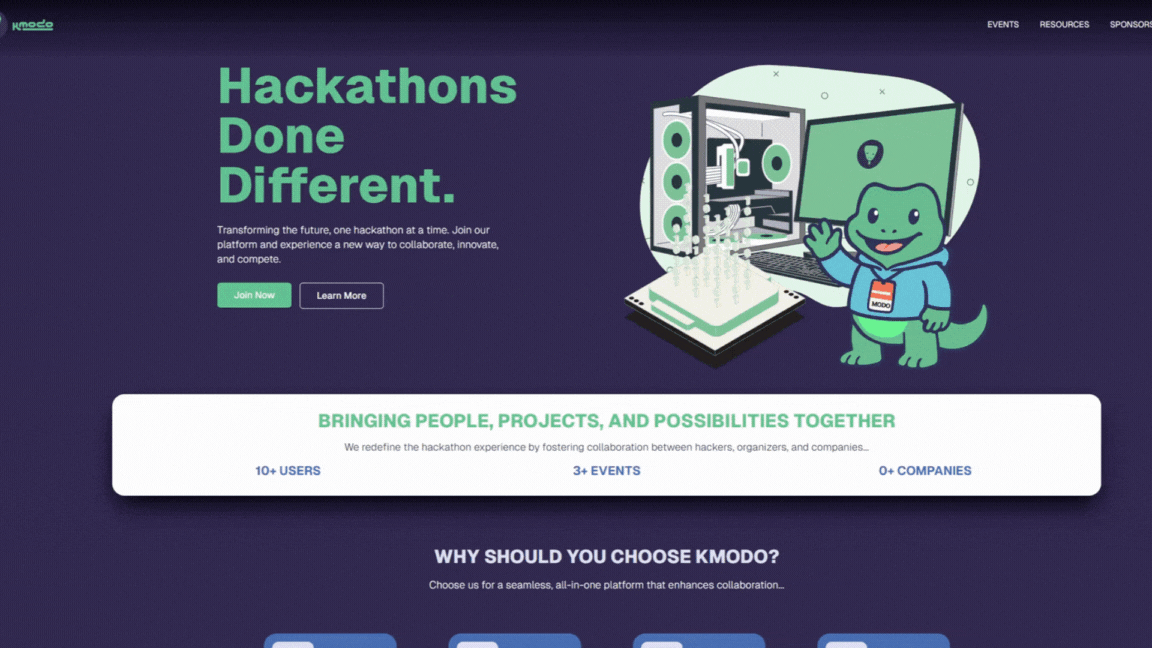 kmodo
EVENTS
RESOURCES
SPONSORS
Hackathons
Done
Different.
Transforming the future, one hackathon at a time. Join our
platform and experience a new way to collaborate, innovate,
and compete.
Join Now
Learn More
MODO
BRINGING PEOPLE, PROJECTS, AND POSSIBILITIES TOGETHER
We redefine the hackathon experience by fostering collaboration between hackers, organizers, and companies...
10+ USERS
3+ EVENTS
0+ COMPANIES
WHY SHOULD YOU CHOOSE KMODO?
Choose us for a seamless, all-in-one platform that enhances collaboration...